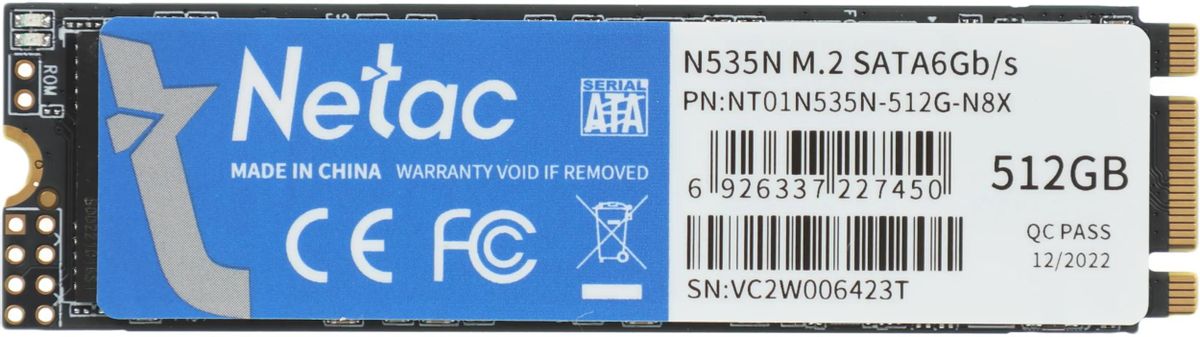 ROM
Netac
SERIAL
ATA
MADE IN CHINA WARRANTY VOID IF REMOVED
CE FC
N535N M.2 SATA6Gb/s
PN:NT01N535N-512G-N8X
6 926337 227450
512GB
QC PASS
12/2022
SN:VC2W006423T